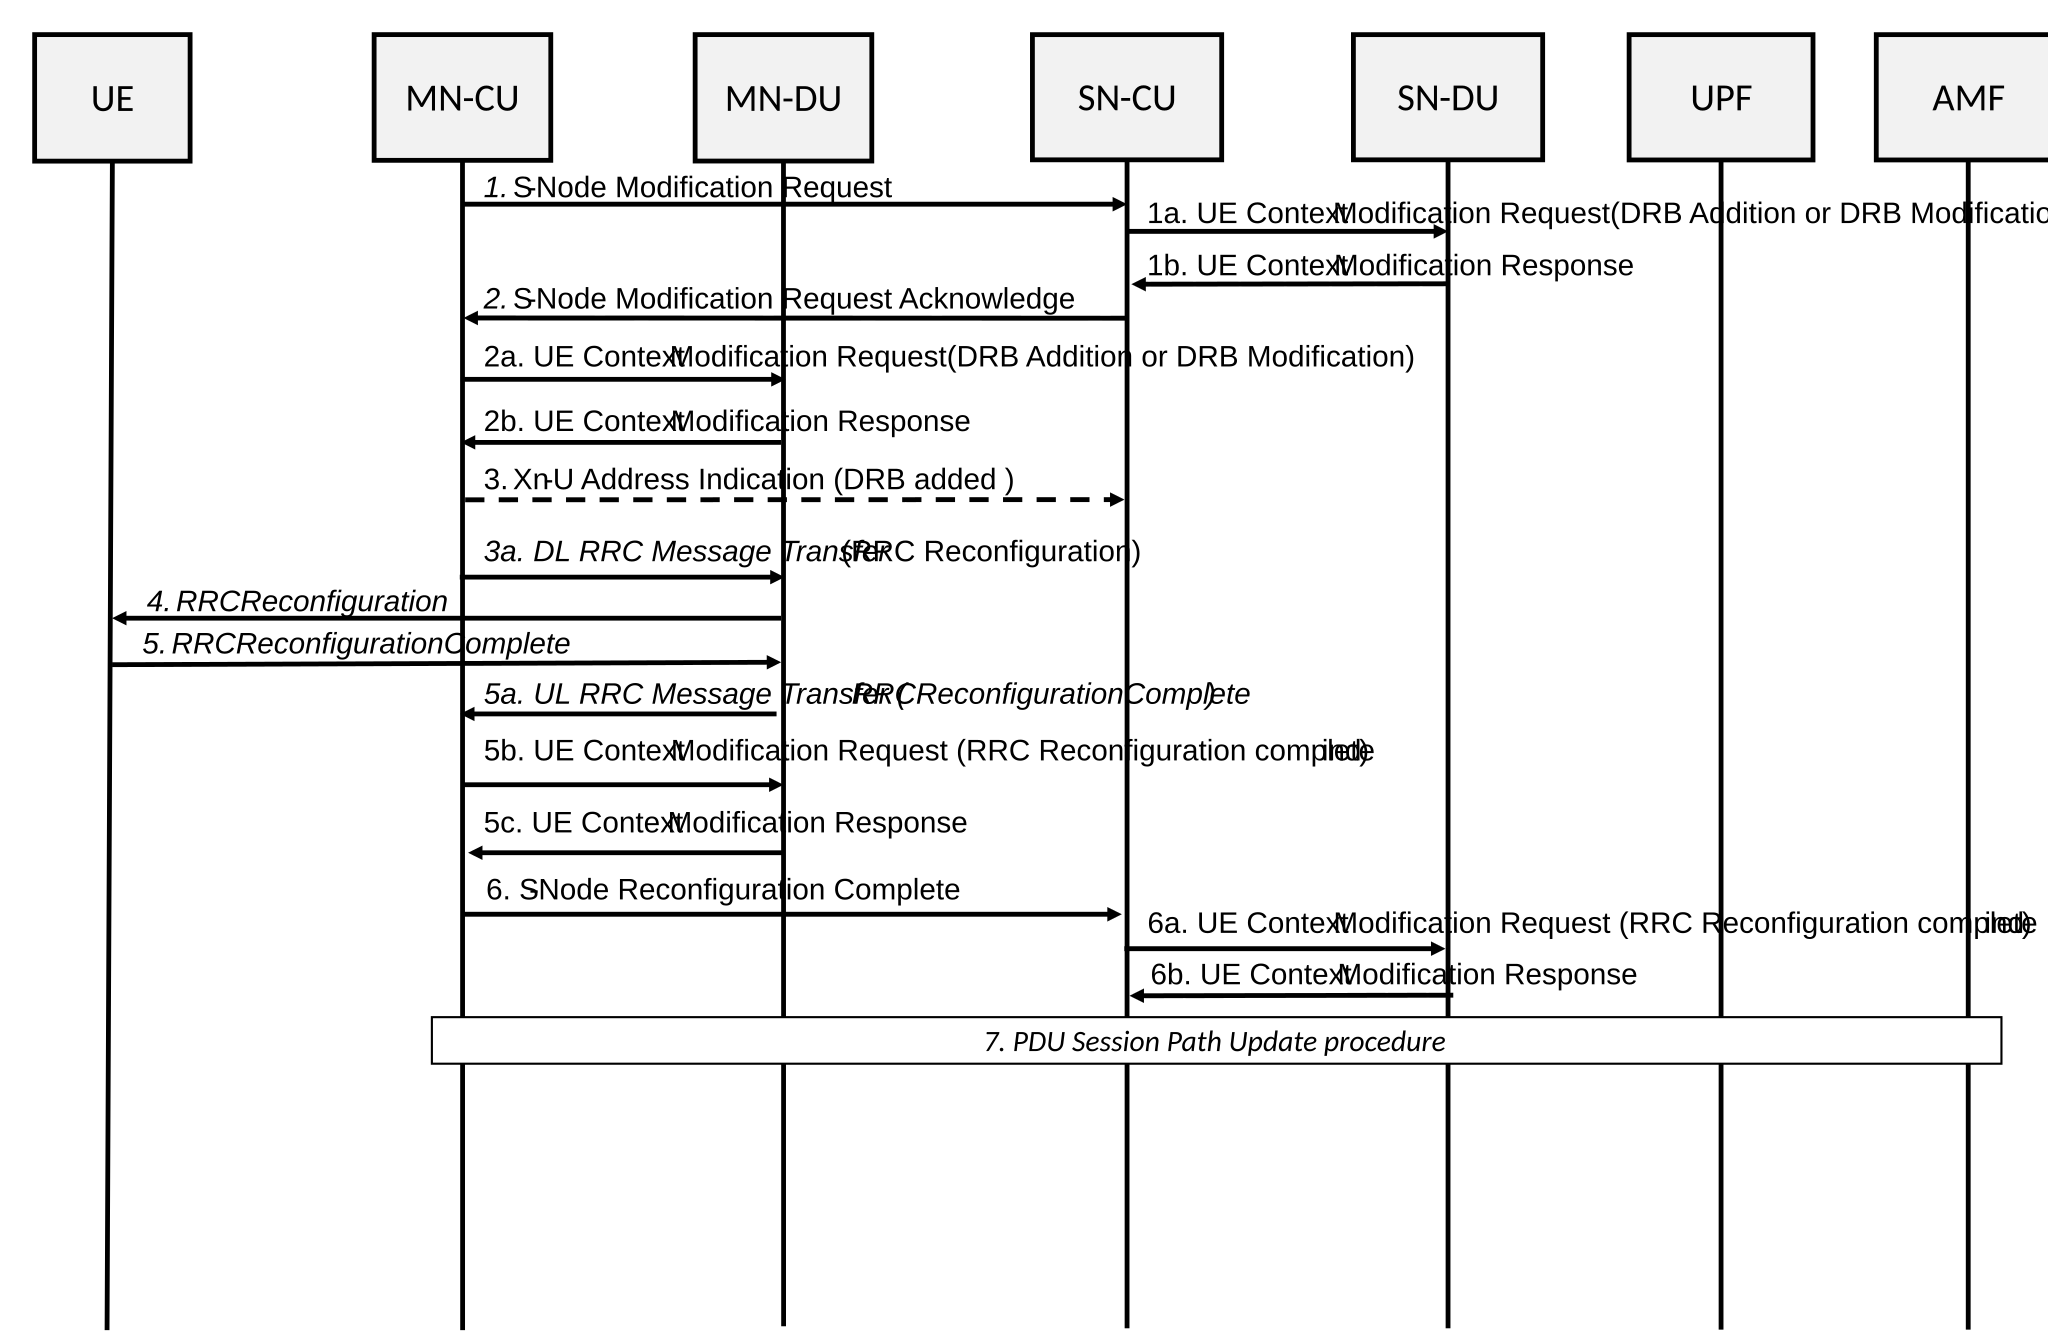 UE
MN-CU
MN-DU
SN-CU
SN-DU
UPF
AMF
1. S-Node Modification Request
1a. UE Context Modification Request(DRB Addition or DRB Modificatio
1b. UE Context Modification Response
2. S-Node Modification Request Acknowledge
2a. UE Context Modification Request(DRB Addition or DRB Modification)
2b. UE Context Modification Response
3. Xn-U Address Indication (DRB added )
3a. DL RRC Message Transfer (RRC Reconfiguration)
4. RRCReconfiguration
5. RRCReconfigurationComplete
5a. UL RRC Message Transfer (RRCReconfigurationComplete)
5b. UE Context Modification Request (RRC Reconfiguration complete ind)
5c. UE Context Modification Response
6. S-Node Reconfiguration Complete
6a. UE Context Modification Request (RRC Reconfiguration complete ind)
6b. UE Context Modification Response
7. PDU Session Path Update procedure